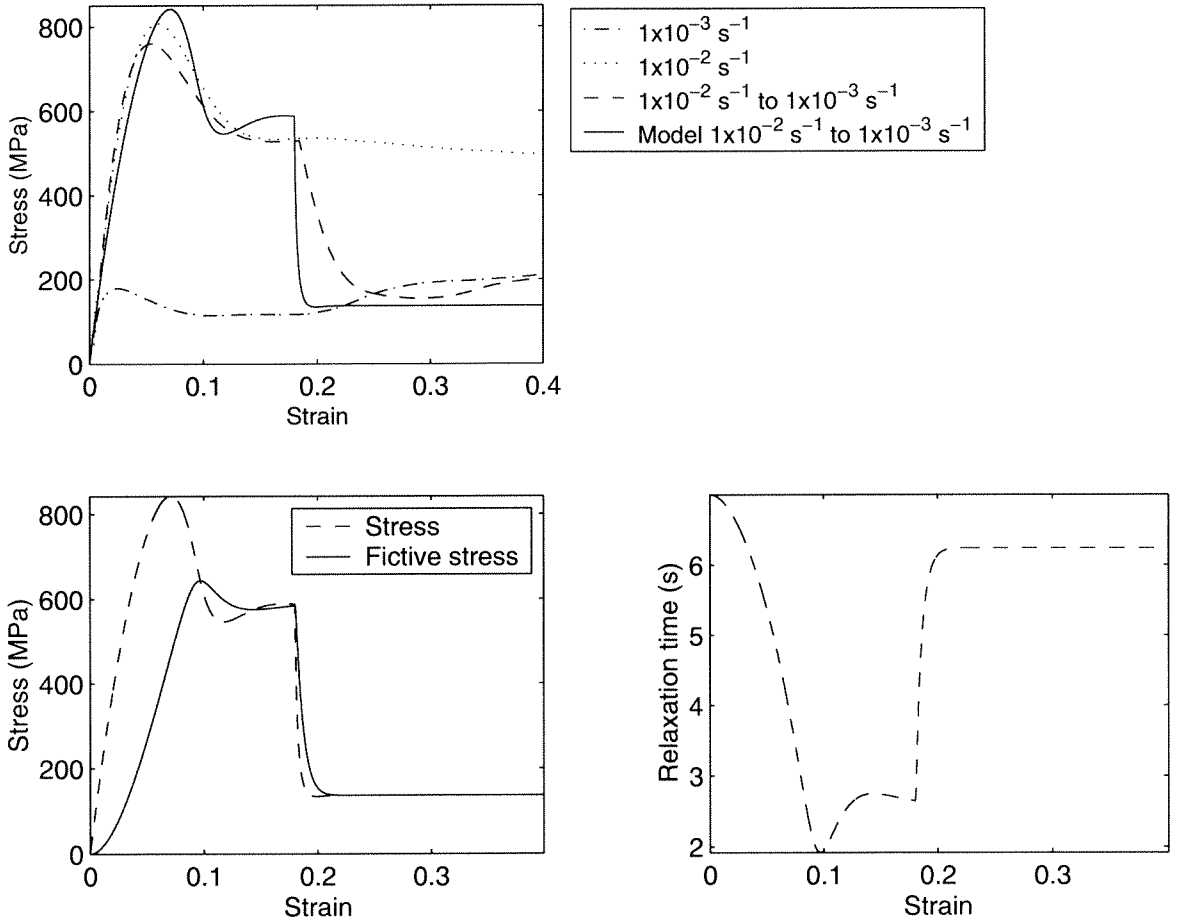 800
600
400
200
0
Stress (MPa)
0
0.1
0.2
0.3
0.4
Strain
1x10⁻³ s⁻¹
1x10⁻² s⁻¹
1x10⁻² s⁻¹ to 1x10⁻³ s⁻¹
Model 1x10⁻² s⁻¹ to 1x10⁻³ s⁻¹
800
600
400
200
0
Stress (MPa)
Stress
Fictive stress
0
0.1
0.2
0.3
Strain
6
5
4
3
2
Relaxation time (s)
0
0.1
0.2
0.3
Strain